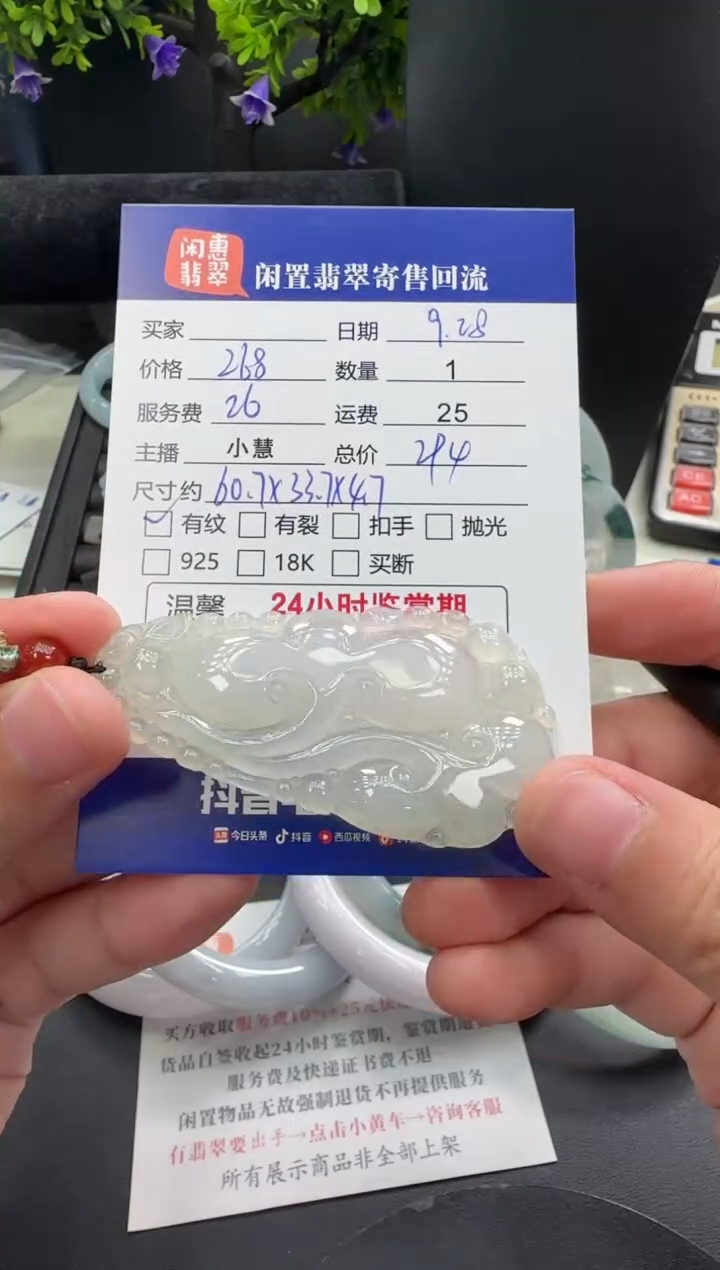 闲惠
翡翠
闲置翡翠寄售回流
买家 日期 9.28
价格 268 数量 1
服务费 26 运费 25
主播 小慧 总价 294
尺寸约 60.7X33.7X4.7
有纹 有裂 扣手 抛光
925 18K 买断
温馨 24小时鉴赏期
抖音
今日头条 抖音 西瓜视频
买方收取服务费10%+25元
货品自签收起24小时鉴赏期,鉴赏期
服务费及快递证书费不退
闲置物品无故强制退货不再提供服务
有翡翠要出手→点击小黄车→咨询客服
所有展示商品非全部上架
CE
AC